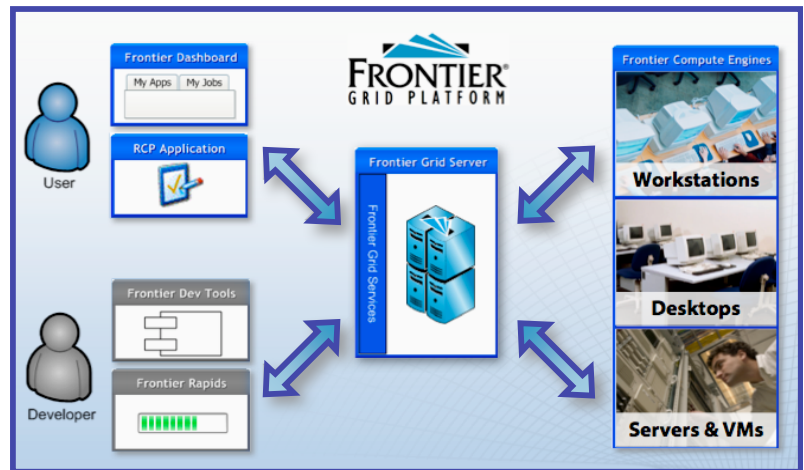 Frontier Dashboard
My Apps
My Jobs
RCP Application
User
FRONTIER®
GRID PLATFORM
Frontier Grid Server
Frontier Grid Services
Frontier Compute Engines
Workstations
Desktops
Servers & VMs
Frontier Dev Tools
Frontier Rapids
Developer